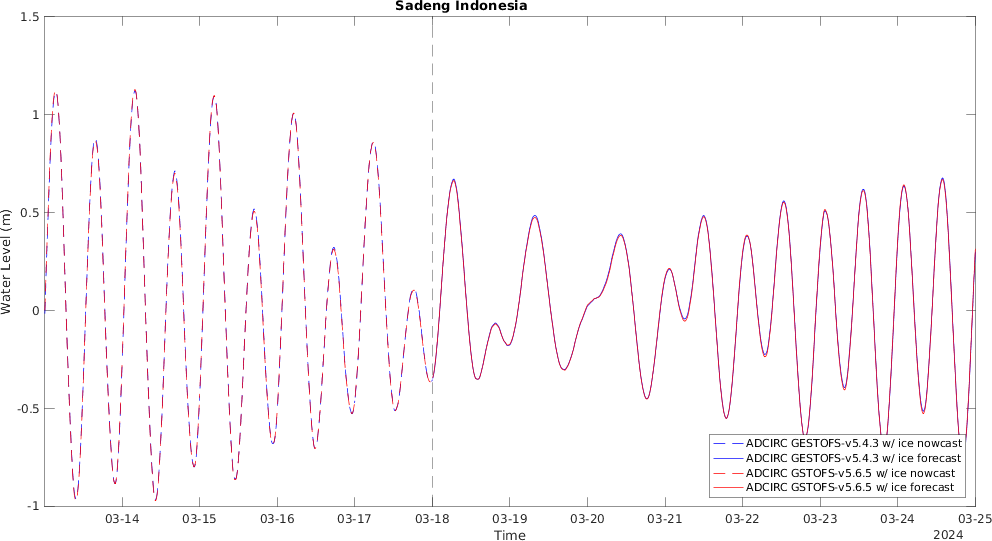 Sadeng Indonesia
1.5
1
0.5
0
-0.5
-1
Water Level (m)
03-14 03-15 03-16 03-17 03-18 03-19 03-20 03-21 03-22 03-23 03-24 03-25
Time
2024
ADCIRC GESTOFS-v5.4.3 w/ ice nowcast
ADCIRC GESTOFS-v5.4.3 w/ ice forecast
ADCIRC GSTOFS-v5.6.5 w/ ice nowcast
ADCIRC GSTOFS-v5.6.5 w/ ice forecast